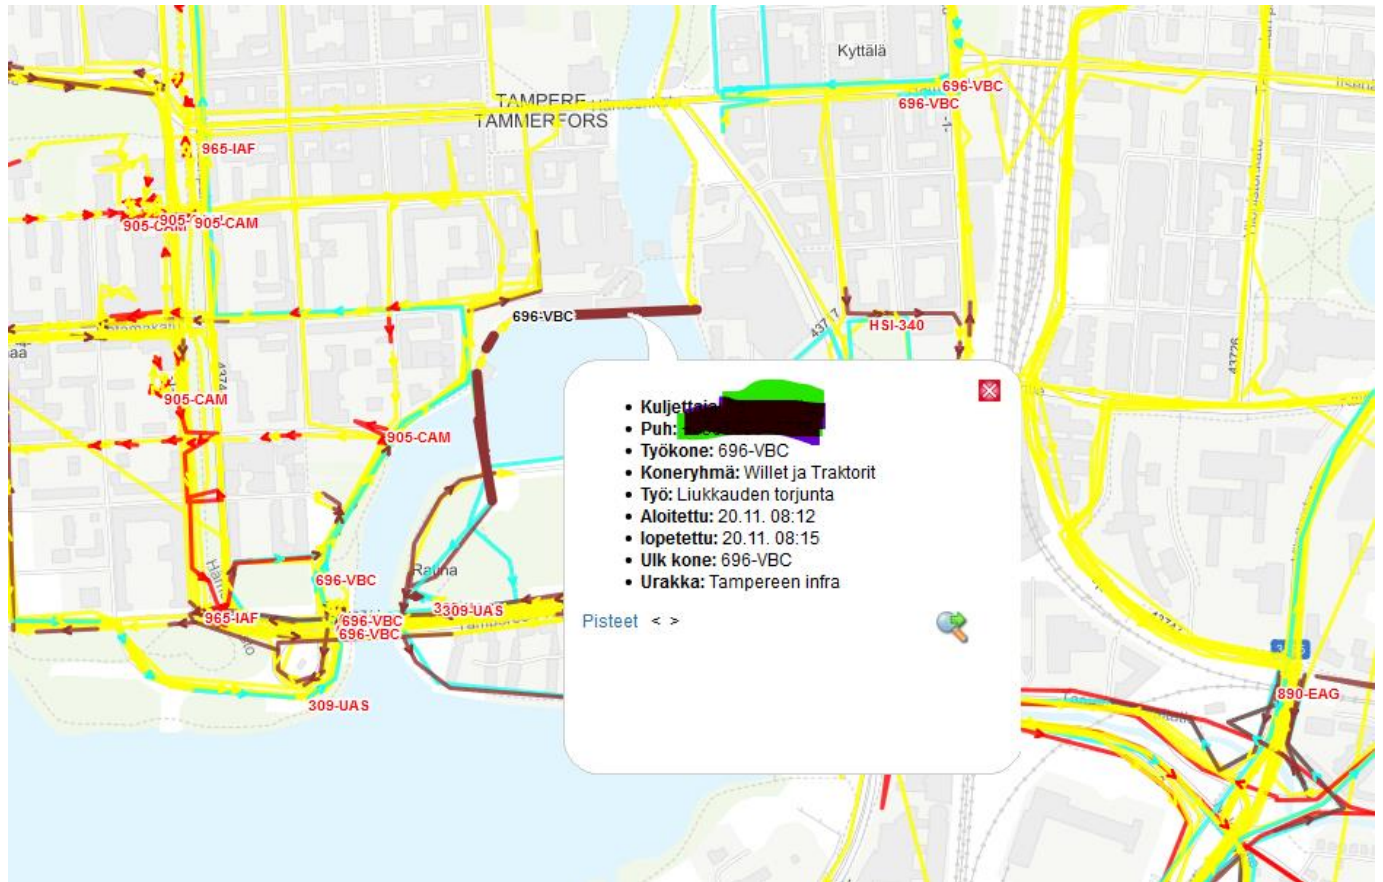 Kyttälä
696-VBC
696-VBC
TAMPERE
TAMMERFORS
965-IAF
905-CAM
905-CAM
696-VBC
HSI-340
43726
4374
905-CAM
905-CAM
Kuljettaja
Puh:
Työkone: 696-VBC
Koneryhmä: Willet ja Traktorit
Työ: Liukkauden torjunta
Aloitettu: 20.11. 08:12
lopetettu: 20.11. 08:15
Ulk kone: 696-VBC
Urakka: Tampereen infra
Pisteet < >
696-VBC
309-UAS
965-IAF
696-VBC
696-VBC
309-UAS
890-EAG